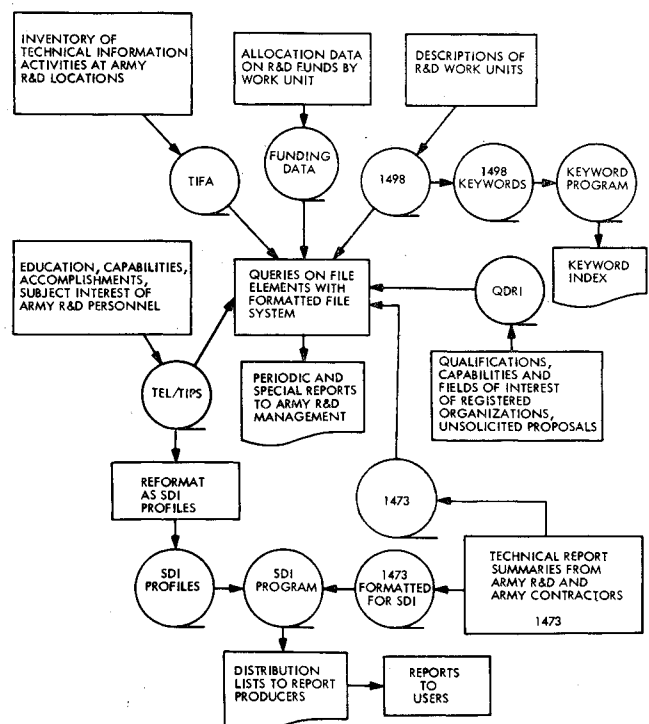 INVENTORY OF
TECHNICAL INFORMATION
ACTIVITIES AT ARMY
R&D LOCATIONS
ALLOCATION DATA
ON R&D FUNDS BY
WORK UNIT
DESCRIPTIONS OF
R&D WORK UNITS
TIFA
FUNDING
DATA
1498
1498
KEYWORDS
KEYWORD
PROGRAM
KEYWORD
INDEX
EDUCATION, CAPABILITIES,
ACCOMPLISHMENTS,
SUBJECT INTEREST OF
ARMY R&D PERSONNEL
QUERIES ON FILE
ELEMENTS WITH
FORMATTED FILE
SYSTEM
QDRI
TEL/TIPS
PERIODIC AND
SPECIAL REPORTS
TO ARMY R&D
MANAGEMENT
QUALIFICATIONS,
CAPABILITIES AND
FIELDS OF INTEREST
OF REGISTERED
ORGANIZATIONS,
UNSOLICITED PROPOSALS
REFORMAT
AS SDI
PROFILES
1473
SDI
PROFILES
SDI
PROGRAM
1473
FORMATTED
FOR SDI
TECHNICAL REPORT
SUMMARIES FROM
ARMY R&D AND
ARMY CONTRACTORS
1473
DISTRIBUTION
LISTS TO REPORT
PRODUCERS
REPORTS
TO
USERS